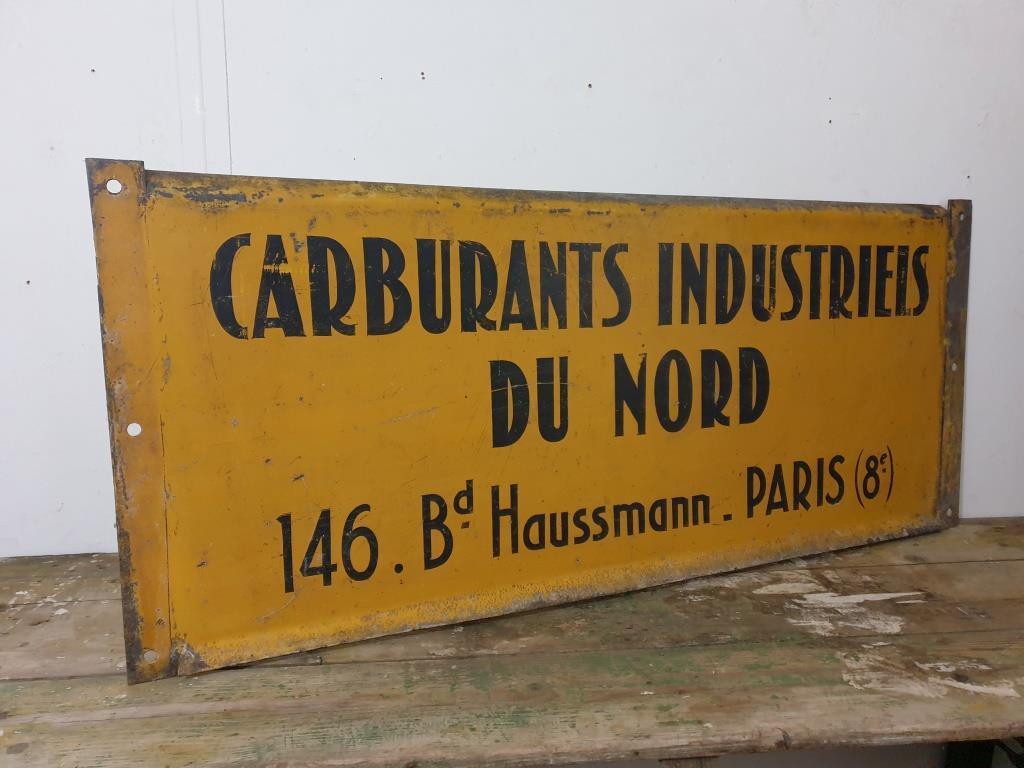 CARBURANTS INDUSTRIELS
DU NORD
146. Bd Haussmann. PARIS (8e)